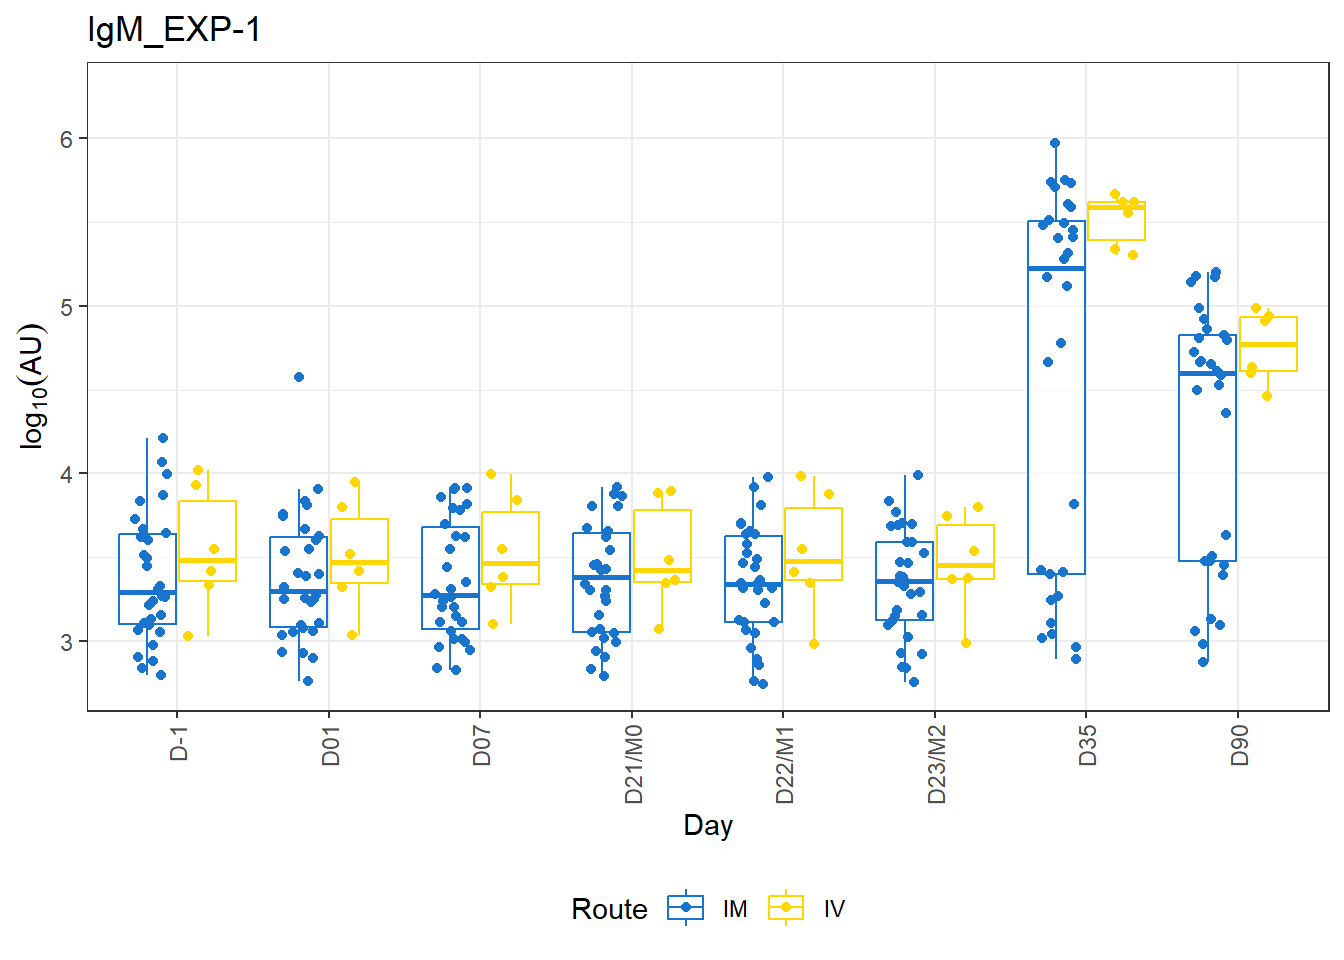 IgM_EXP-1
6
5
4
3
log10(AU)
D-1
D01
D07
D21/M0
D22/M1
D23/M2
D35
D90
Day
Route IM IV